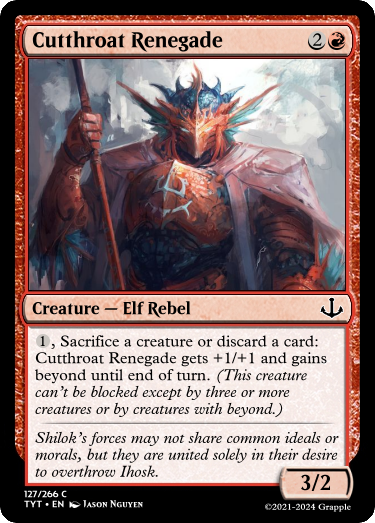 Cutthroat Renegade 2
Creature — Elf Rebel
1, Sacrifice a creature or discard a card:
Cutthroat Renegade gets +1/+1 and gains
beyond until end of turn. (This creature
can't be blocked except by three or more
creatures or by creatures with beyond.)
Shilok's forces may not share common ideals or
morals, but they are united solely in their desire
to overthrow Ihosk.
3/2
127/266 C
TYT • EN Jason Nguyen
©2021-2024 Grapple